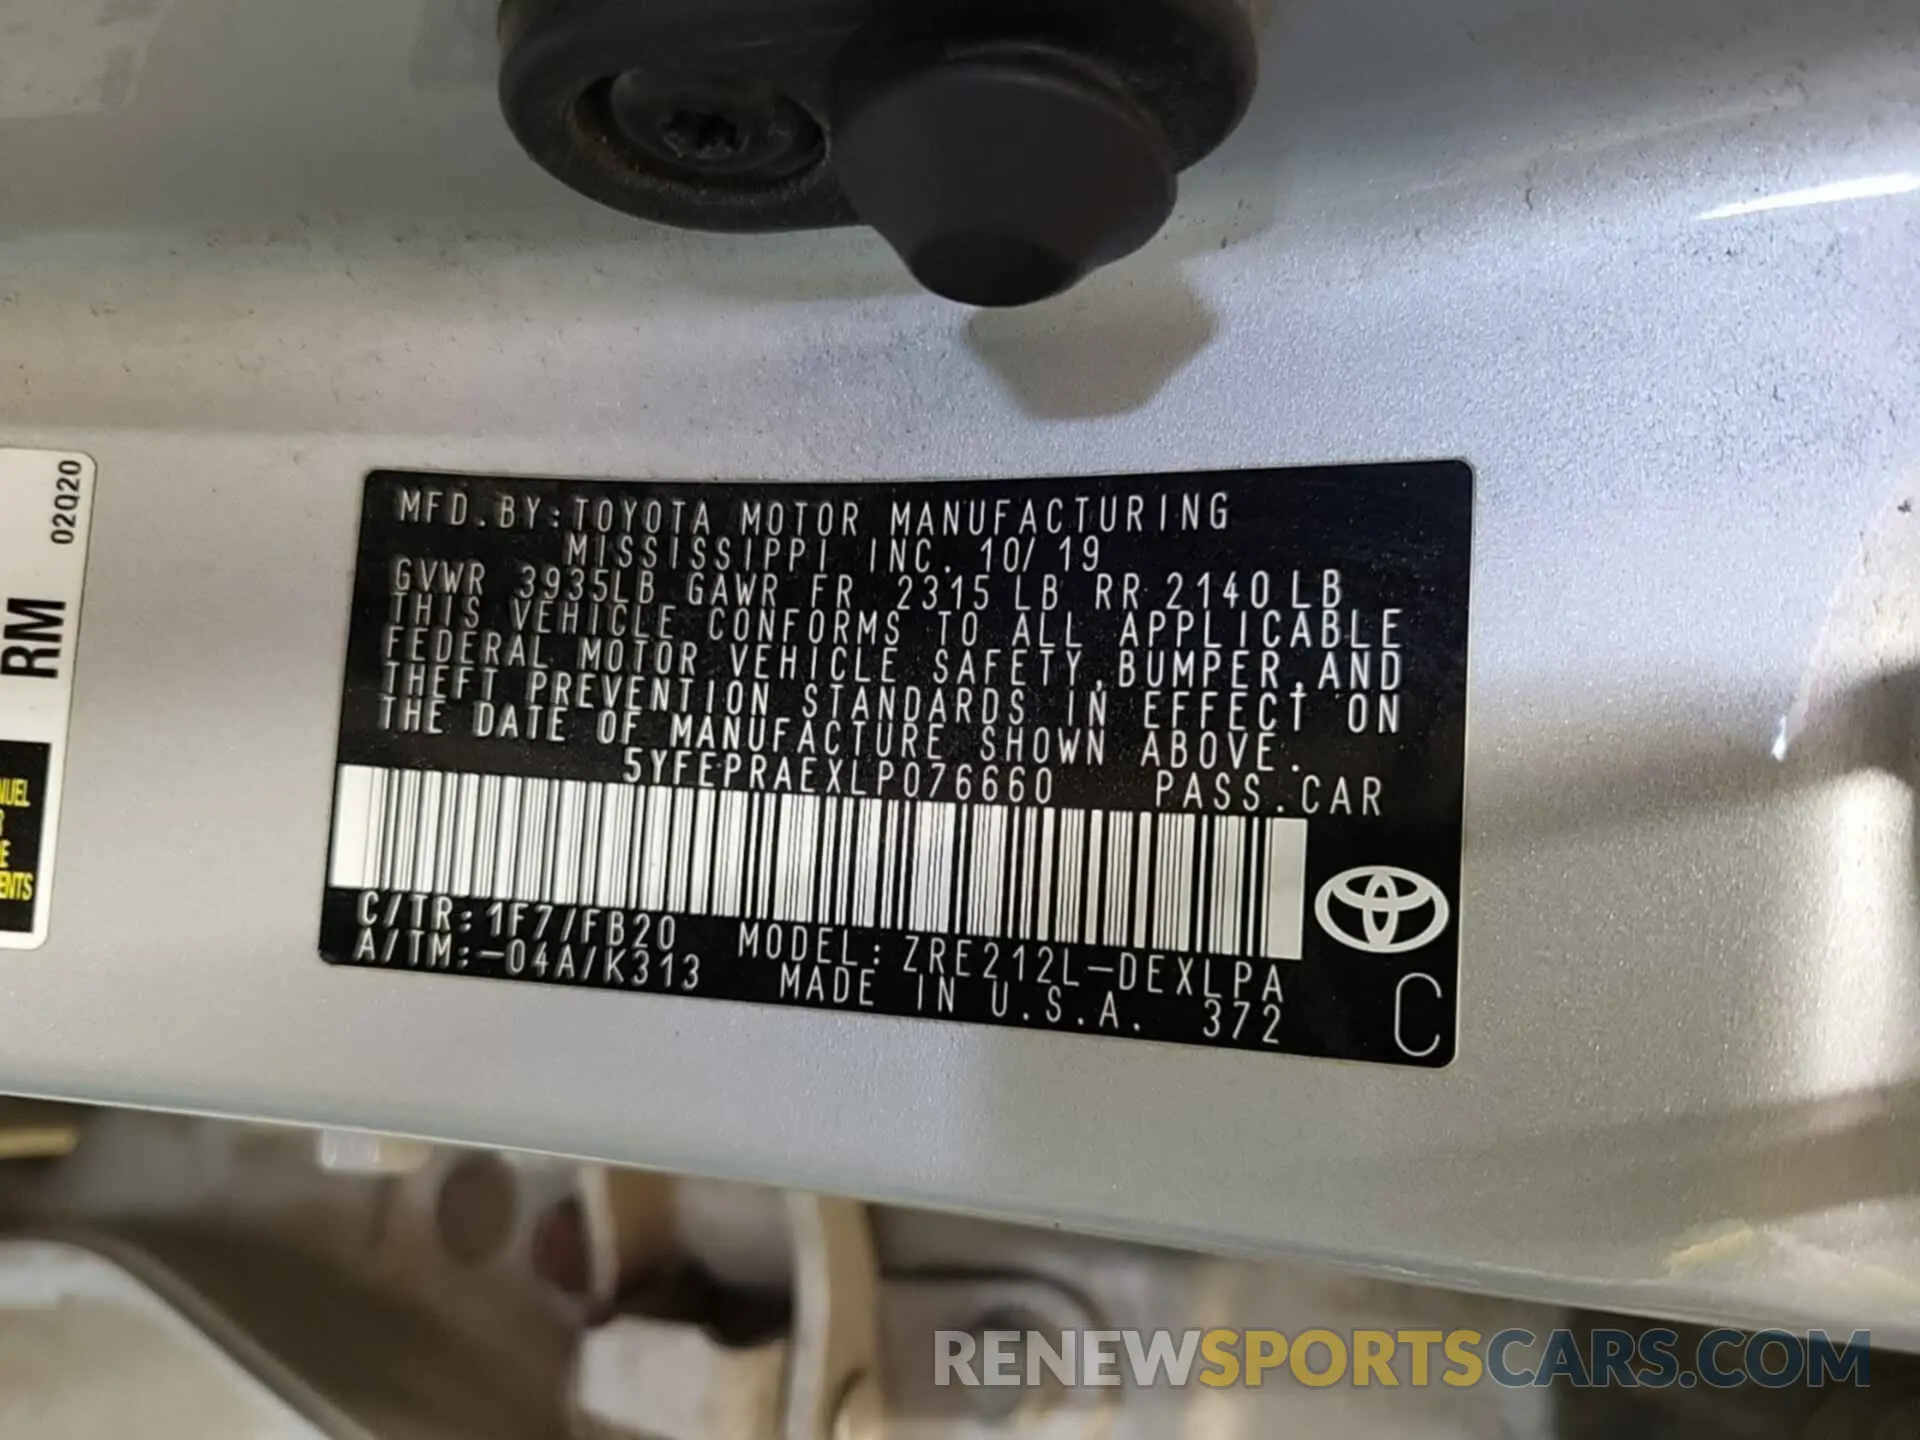 MFD.BY:TOYOTA MOTOR MANUFACTURING
MISSISSIPPI INC. 10/19
GVWR 3935LB GAWR FR 2315LB RR 2140LB
THIS VEHICLE CONFORMS TO ALL APPLICABLE
FEDERAL MOTOR VEHICLE SAFETY,BUMPER,AND
THEFT PREVENTION STANDARDS IN EFFECT ON
THE DATE OF MANUFACTURE SHOWN ABOVE.
5YFEPRAEXLP076660 PASS.CAR
C/TR:1F7/FB20 MODEL:ZRE212L-DEXLPA
A/TM:-04A/K313 MADE IN U.S.A. 372
C
02020
RM
NUEL
ENTS
RENEWSPORTSCARS.COM